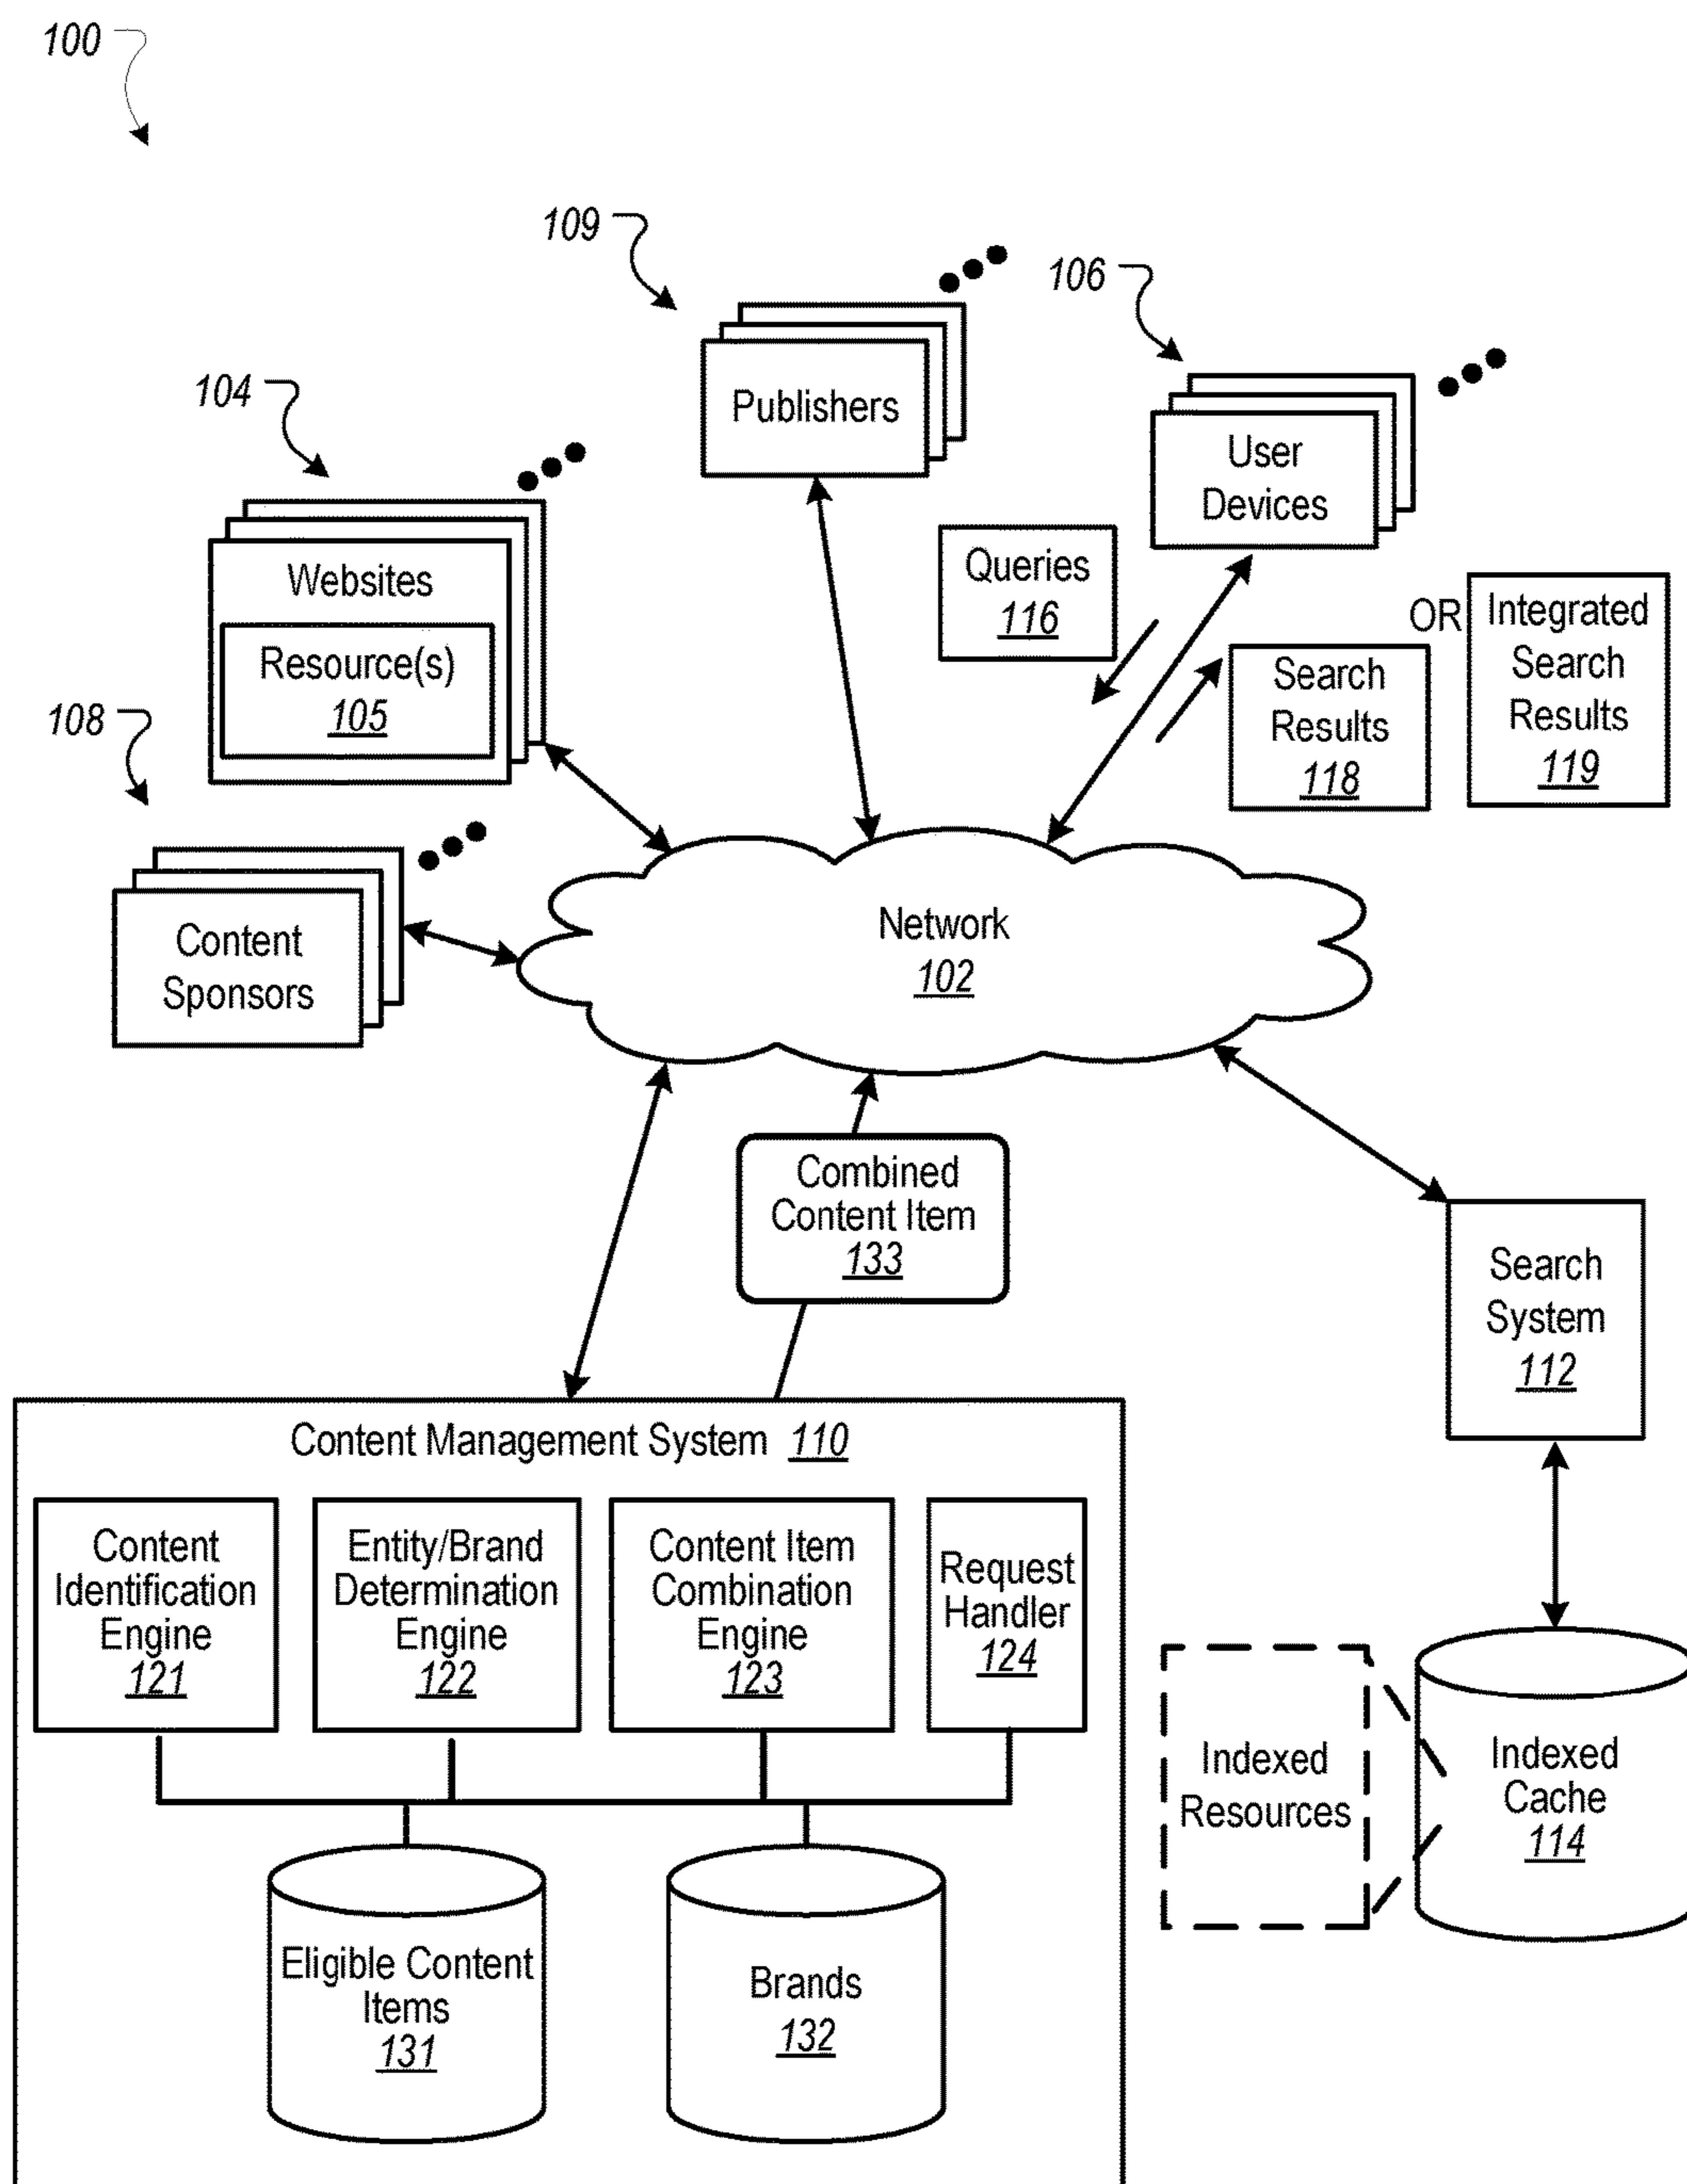 100
109
Publishers
106
User
Devices
104
Websites
Resource(s)
105
Queries
116
OR
Search
Results
118
Integrated
Search
Results
119
108
Content
Sponsors
Network
102
Combined
Content Item
133
Search
System
112
Content Management System 110
Content
Identification
Engine
121
Entity/Brand
Determination
Engine
122
Content Item
Combination
Engine
123
Request
Handler
124
Indexed
Resources
Indexed
Cache
114
Eligible Content
Items
131
Brands
132